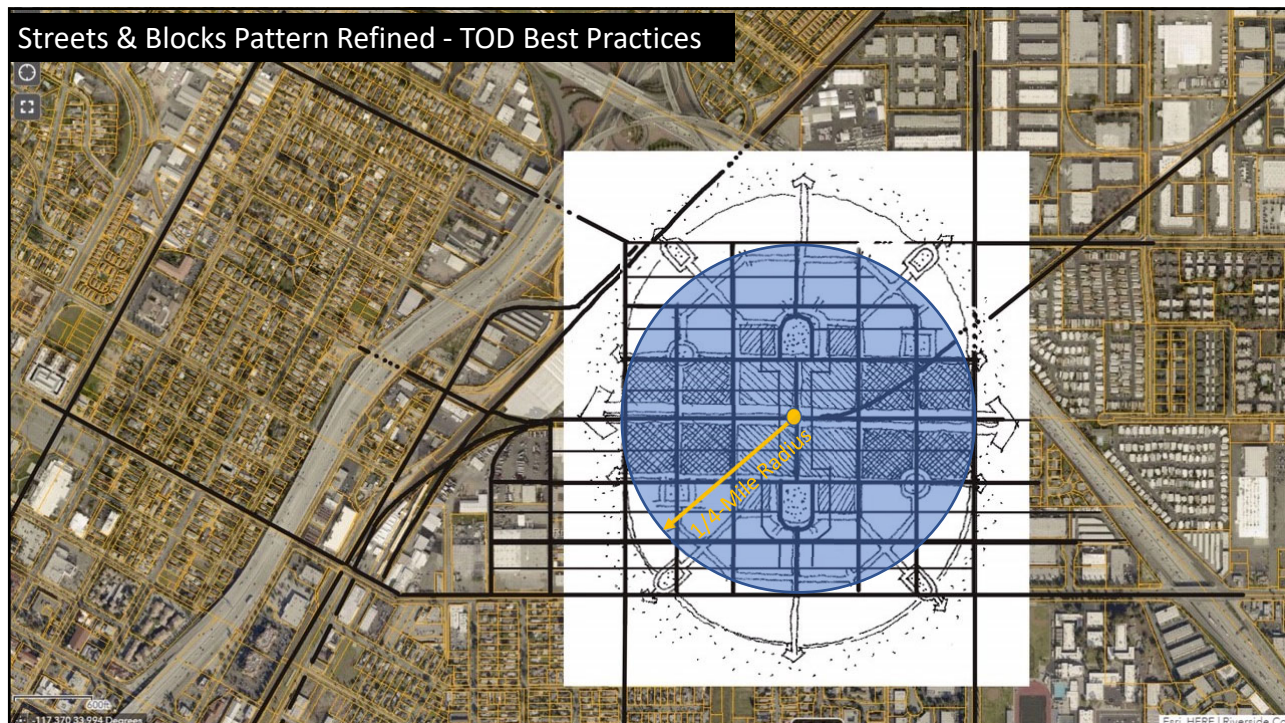 Streets & Blocks Pattern Refined - TOD Best Practices
1/4-Mile Radius
600ft
-117.370 33.994 Degrees
Esri, HERE | Riverside C